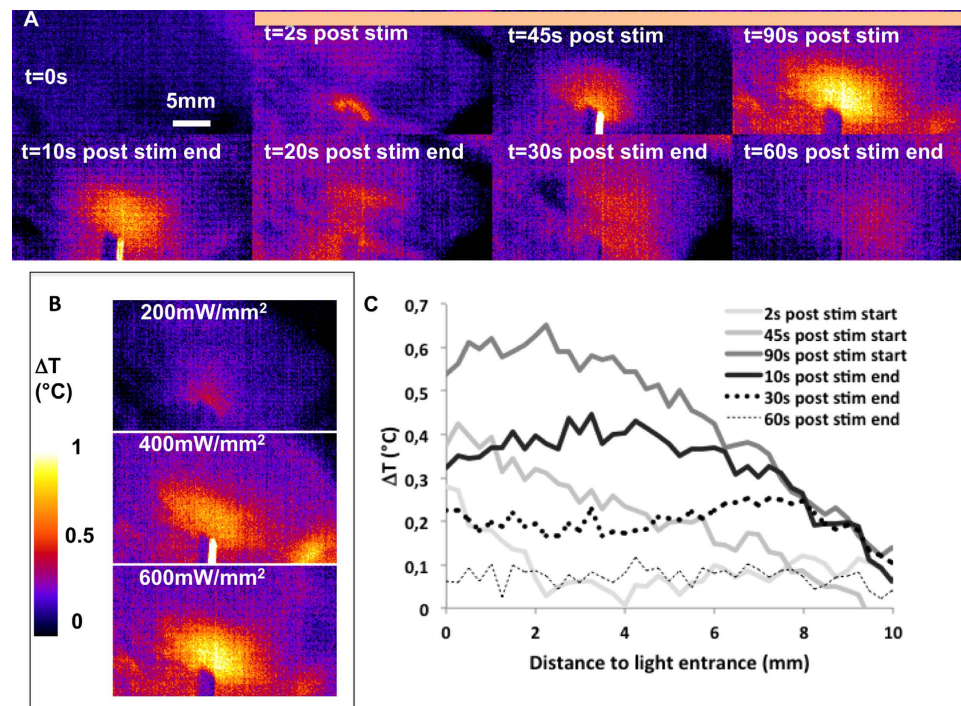 A
t=0s
5mm
t=2s post stim
t=45s post stim
t=90s post stim
t=10s post stim end
t=20s post stim end
t=30s post stim end
t=60s post stim end
B
200mW/mm²
ΔT
(°C)
1
0.5
0
400mW/mm²
600mW/mm²
C
0,7
0,6
0,5
0,4
0,3
0,2
0,1
0
ΔT (°C)
2s post stim start
45s post stim start
90s post stim start
10s post stim end
30s post stim end
60s post stim end
0 2 4 6 8 10
Distance to light entrance (mm)